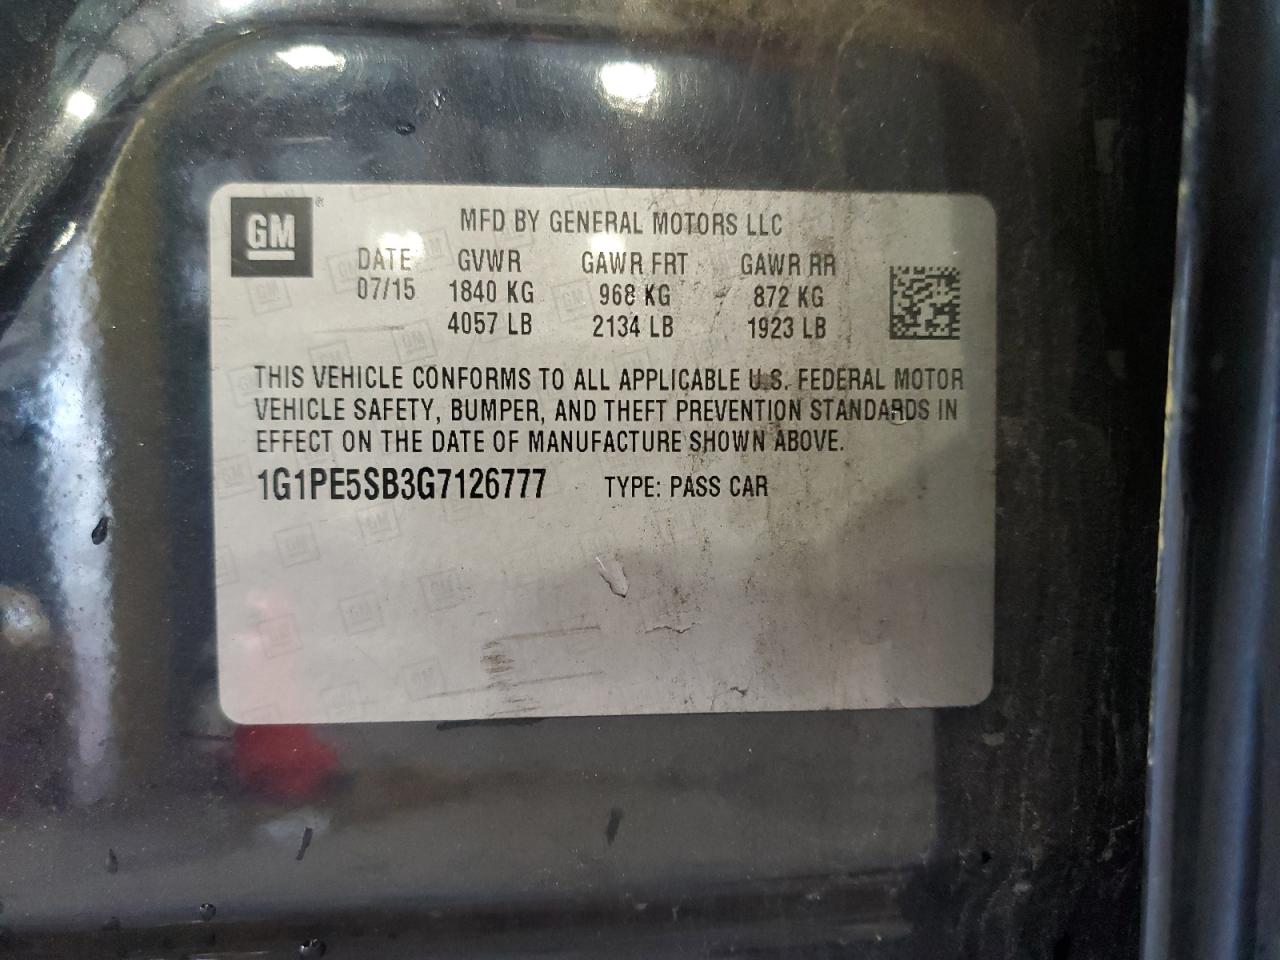 GM ®
MFD BY GENERAL MOTORS LLC
DATE GVWR GAWR FRT GAWR RR
07/15 1840 KG 968 KG 872 KG
4057 LB 2134 LB 1923 LB
THIS VEHICLE CONFORMS TO ALL APPLICABLE U.S. FEDERAL MOTOR
VEHICLE SAFETY, BUMPER, AND THEFT PREVENTION STANDARDS IN
EFFECT ON THE DATE OF MANUFACTURE SHOWN ABOVE.
1G1PE5SB3G7126777 TYPE: PASS CAR